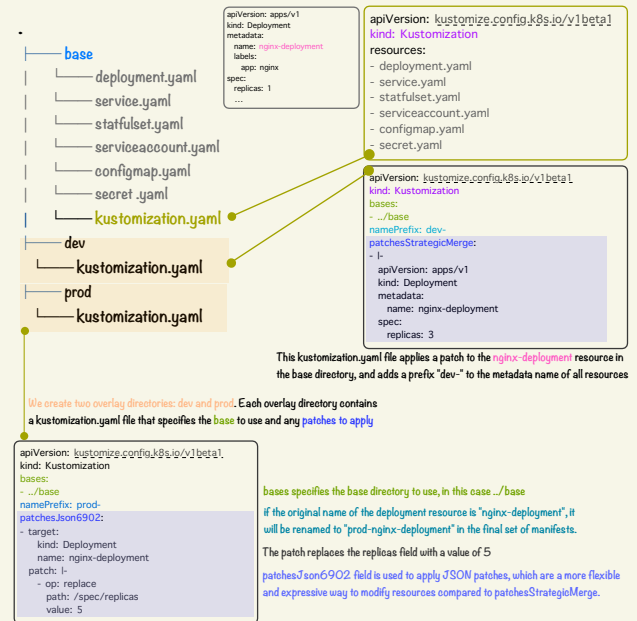 .
base
deployment.yaml
service.yaml
statfulset.yaml
serviceaccount.yaml
configmap.yaml
secret .yaml
kustomization.yaml
dev
kustomization.yaml
prod
kustomization.yaml
apiVersion: apps/v1
kind: Deployment
metadata:
name: nginx-deployment
labels:
app: nginx
spec:
replicas: 1
...
apiVersion: kustomize.config.k8s.io/v1beta1
kind: Kustomization
resources:
- deployment.yaml
- service.yaml
- statfulset.yaml
- serviceaccount.yaml
- configmap.yaml
- secret.yaml
apiVersion: kustomize.config.k8s.io/v1beta1
kind: Kustomization
bases:
- ../base
namePrefix: dev-
patchesStrategicMerge:
- |-
apiVersion: apps/v1
kind: Deployment
metadata:
name: nginx-deployment
spec:
replicas: 3
This kustomization.yaml file applies a patch to the nginx-deployment resource in
the base directory, and adds a prefix "dev-" to the metadata name of all resources
We create two overlay directories: dev and prod. Each overlay directory contains
a kustomization.yaml file that specifies the base to use and any patches to apply
apiVersion: kustomize.config.k8s.io/v1beta1
kind: Kustomization
bases:
- ../base
namePrefix: prod-
patchesJson6902:
- target:
kind: Deployment
name: nginx-deployment
patch: |-
- op: replace
path: /spec/replicas
value: 5
bases specifies the base directory to use, in this case ../base
if the original name of the deployment resource is "nginx-deployment", it
will be renamed to "prod-nginx-deployment" in the final set of manifests.
The patch replaces the replicas field with a value of 5
patchesJson6902 field is used to apply JSON patches, which are a more flexible
and expressive way to modify resources compared to patchesStrategicMerge.